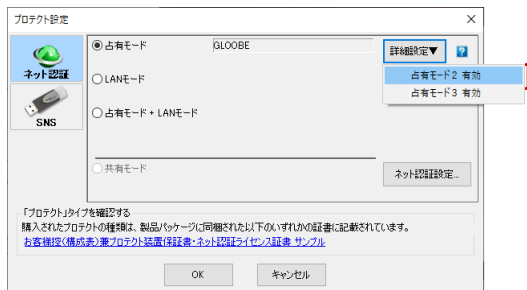 プロテクト設定
占有モード
GLOOBE
詳細設定▼
占有モード2 有効
占有モード3 有効
ネット認証
LANモード
占有モード + LANモード
SNS
共有モード
ネット認証設定...
「プロテクト」タイプを確認する
購入されたプロテクトの種類は、製品パッケージに同梱された以下のいずれかの証書に記載されています。
お客様控(構成表)兼プロテクト装置保証書・ネット認証ライセンス証書 サンプル
OK
キャンセル